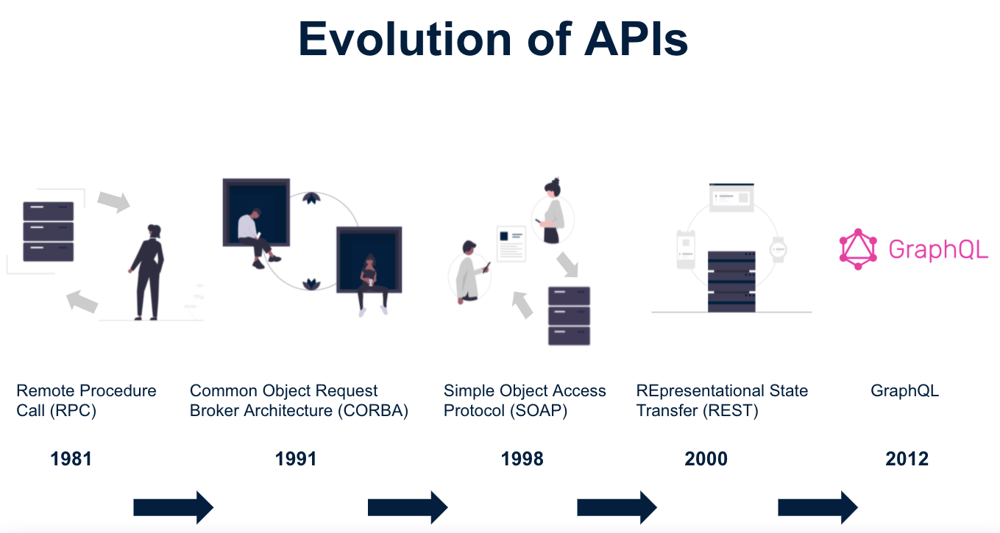 Evolution of APIs
GraphQL
Remote Procedure
Call (RPC)
Common Object Request
Broker Architecture (CORBA)
Simple Object Access
Protocol (SOAP)
REpresentational State
Transfer (REST)
GraphQL
1981
1991
1998
2000
2012